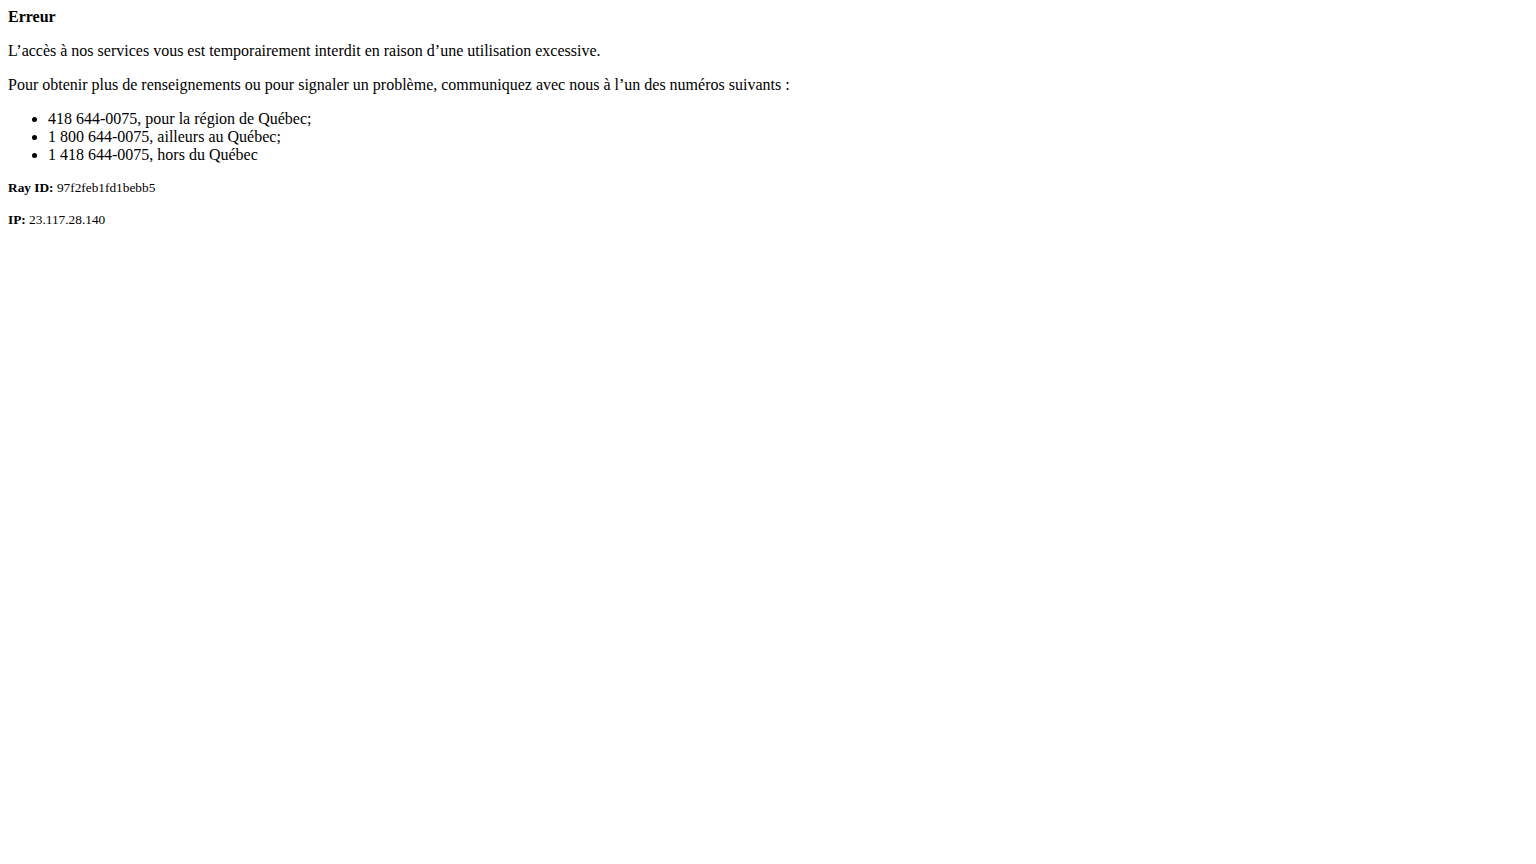 Erreur
L’accès à nos services vous est temporairement interdit en raison d’une utilisation excessive.
Pour obtenir plus de renseignements ou pour signaler un problème, communiquez avec nous à l’un des numéros suivants :
418 644-0075, pour la région de Québec;
1 800 644-0075, ailleurs au Québec;
1 418 644-0075, hors du Québec
Ray ID: 97f2feb1fd1bebb5
IP: 23.117.28.140